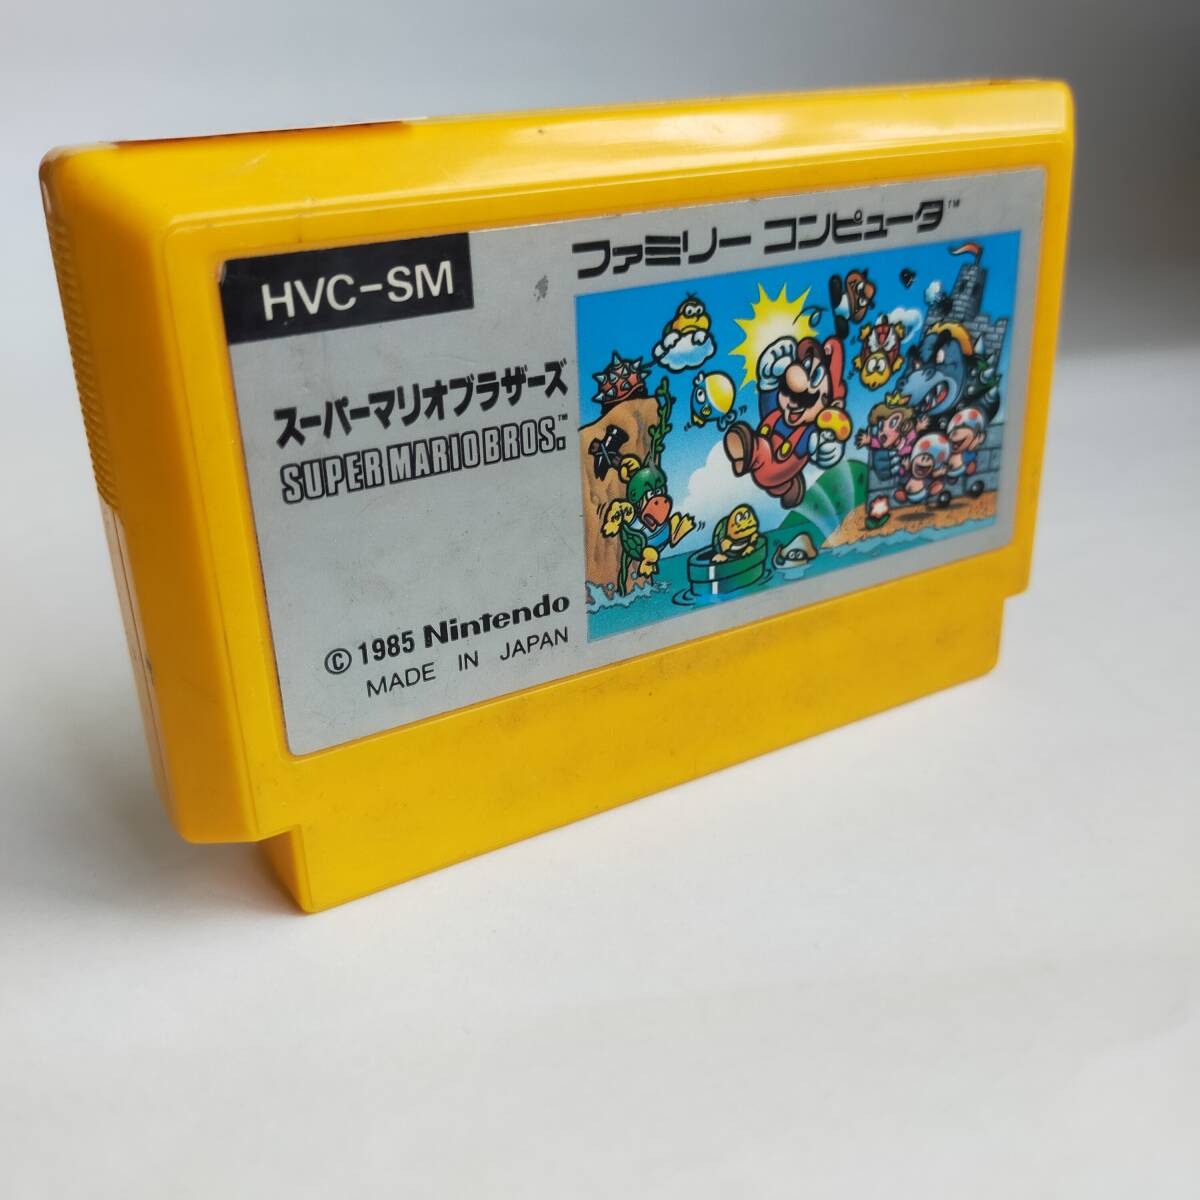 HVC-SM
ファミリー コンピュータ™
スーパーマリオブラザーズ
SUPER MARIO BROS.™
© 1985 Nintendo
MADE IN JAPAN